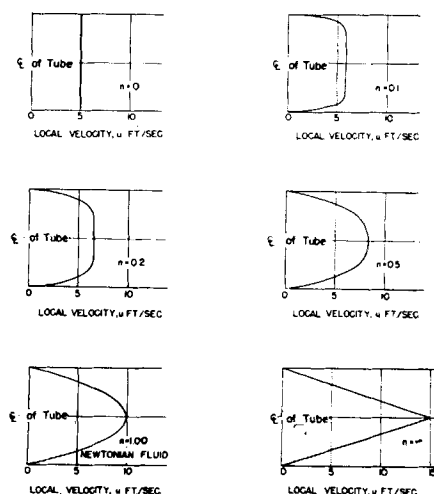 ℄ of Tube
n=0
0 5 10
LOCAL VELOCITY, u FT/SEC
℄ of Tube
n=0.1
0 5 10
LOCAL VELOCITY, u FT/SEC
℄ of Tube
n=0.2
0 5 10
LOCAL VELOCITY, u FT/SEC
℄ of Tube
n=0.5
0 5 10
LOCAL VELOCITY, u FT/SEC
℄ of Tube
n=1.00
NEWTONIAN FLUID
0 5 10
LOCAL VELOCITY, u FT/SEC
℄ of Tube
n=∞
0 5 10 15
LOCAL VELOCITY, u FT/SEC